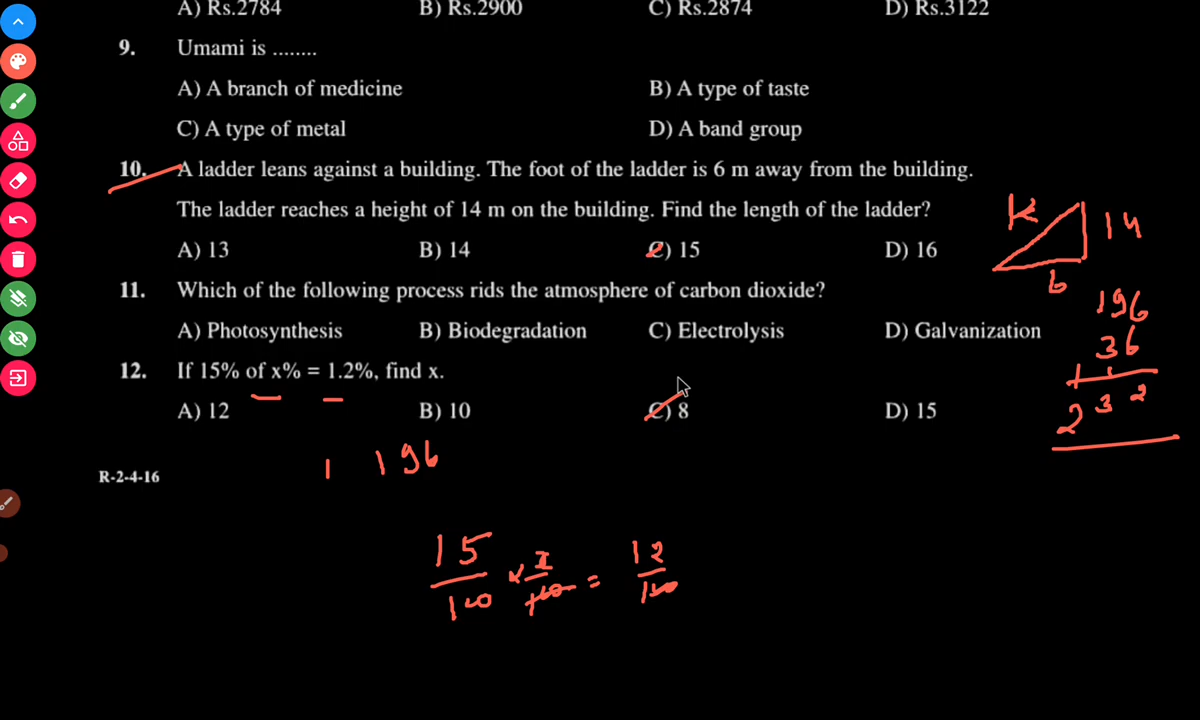 A) Rs.2784 B) Rs.2900 C) Rs.2874 D) Rs.3122
9. Umami is ........
A) A branch of medicine B) A type of taste
C) A type of metal D) A band group
10. A ladder leans against a building. The foot of the ladder is 6 m away from the building.
The ladder reaches a height of 14 m on the building. Find the length of the ladder?
A) 13 B) 14 C) 15 D) 16
K 14
6
11. Which of the following process rids the atmosphere of carbon dioxide?
A) Photosynthesis B) Biodegradation C) Electrolysis D) Galvanization
196
36
232
12. If 15% of x% = 1.2%, find x.
A) 12 B) 10 C) 8 D) 15
1 196
R-2-4-16
15/100 × x/100 = 12/100